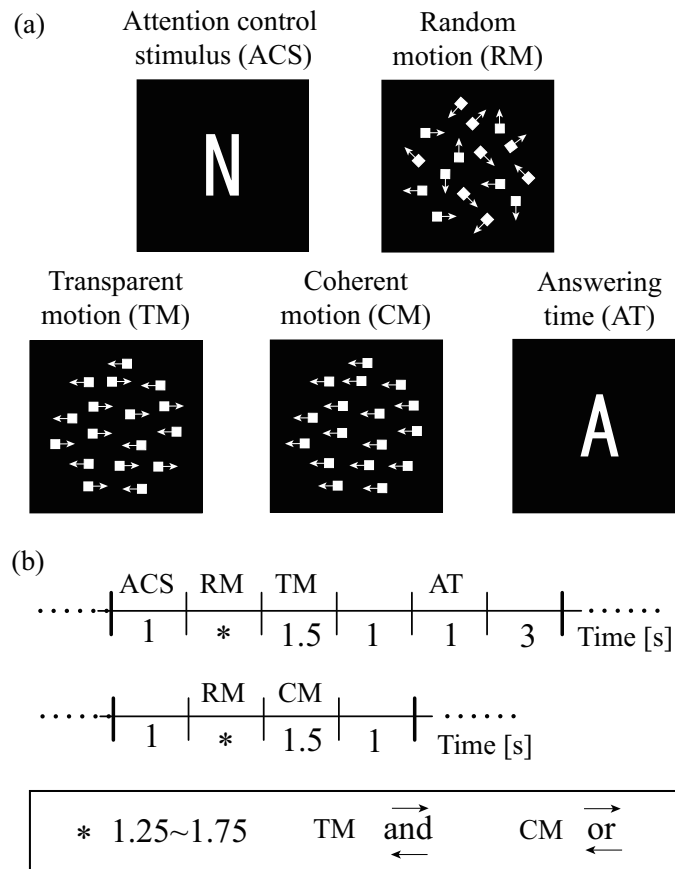 (a)
Attention control
stimulus (ACS)
Random
motion (RM)
N
Transparent
motion (TM)
Coherent
motion (CM)
Answering
time (AT)
A
(b)
ACS RM TM AT
1 * 1.5 1 1 3 Time [s]
RM CM
1 * 1.5 1 Time [s]
* 1.25~1.75 TM and CM or